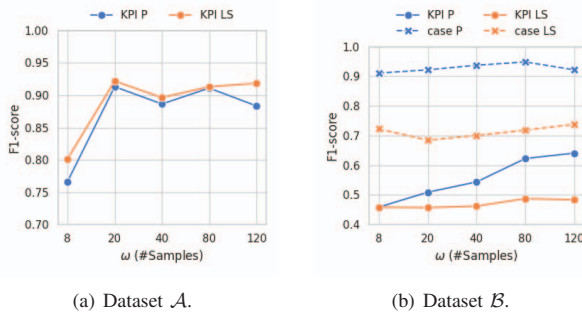 KPI P KPI LS
1.00
0.95
0.90
0.85
0.80
0.75
0.70
F1-score
8 20 40 80 120
ω (#Samples)
(a) Dataset 𝒜.
KPI P KPI LS
case P case LS
1.0
0.9
0.8
0.7
0.6
0.5
0.4
F1-score
8 20 40 80 120
ω (#Samples)
(b) Dataset ℬ.